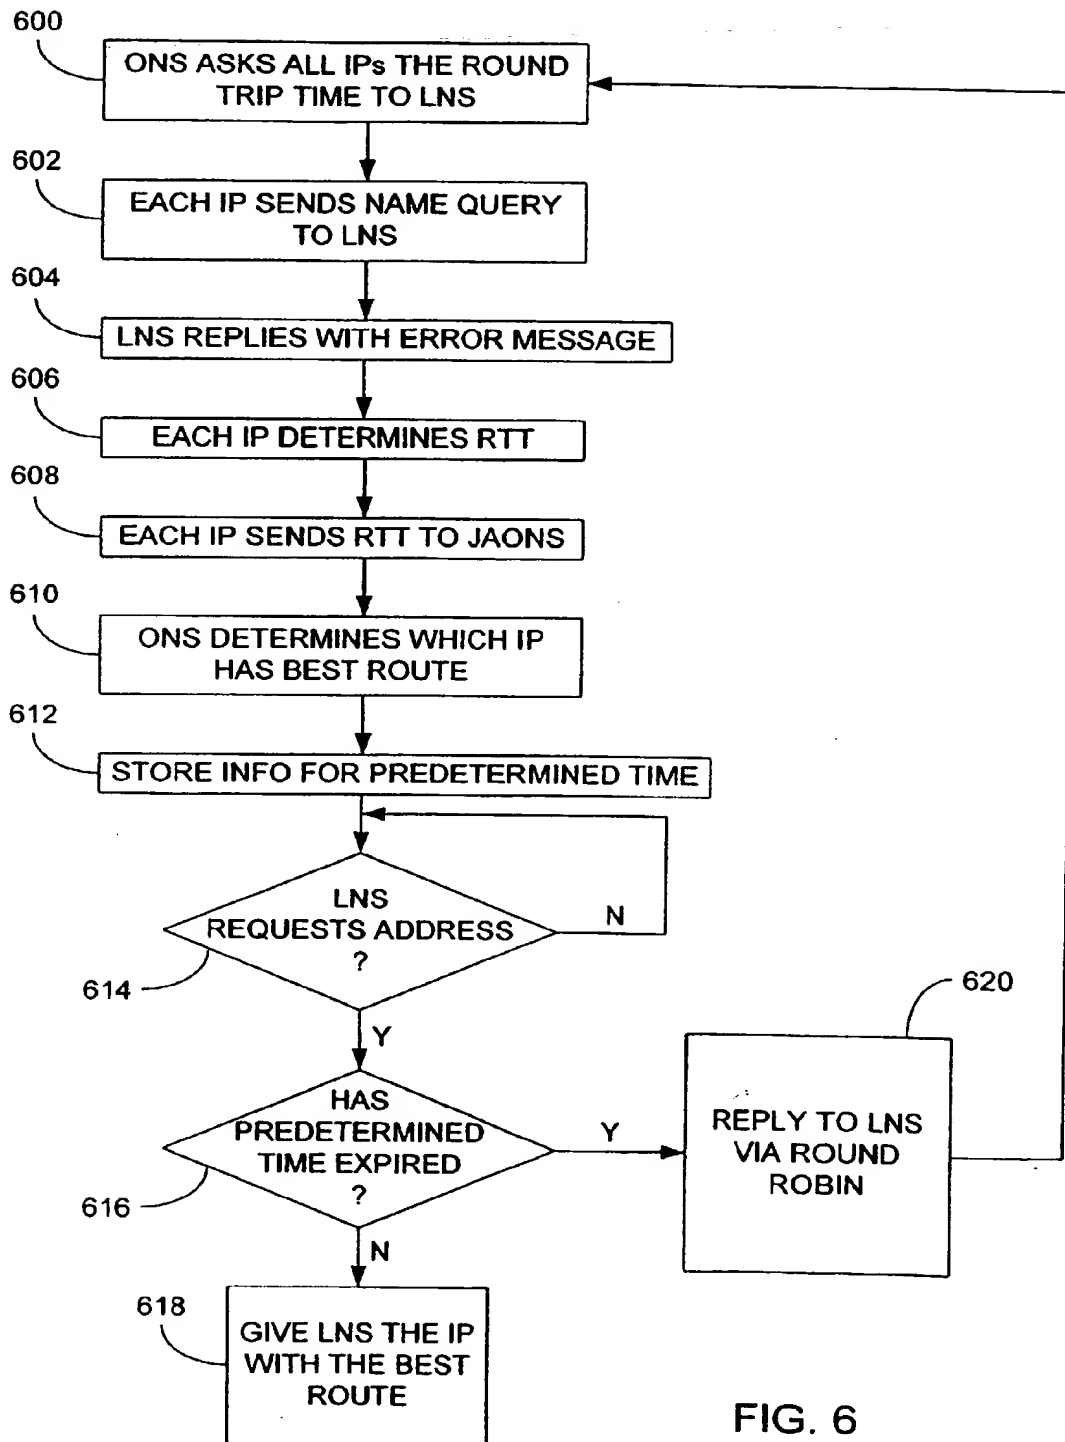 600
ONS ASKS ALL IPs THE ROUND
TRIP TIME TO LNS
602
EACH IP SENDS NAME QUERY
TO LNS
604
LNS REPLIES WITH ERROR MESSAGE
606
EACH IP DETERMINES RTT
608
EACH IP SENDS RTT TO JAONS
610
ONS DETERMINES WHICH IP
HAS BEST ROUTE
612
STORE INFO FOR PREDETERMINED TIME
LNS
REQUESTS ADDRESS
?
N
614
Y
620
HAS
PREDETERMINED
TIME EXPIRED
?
Y
616
REPLY TO LNS
VIA ROUND
ROBIN
N
618
GIVE LNS THE IP
WITH THE BEST
ROUTE
FIG. 6